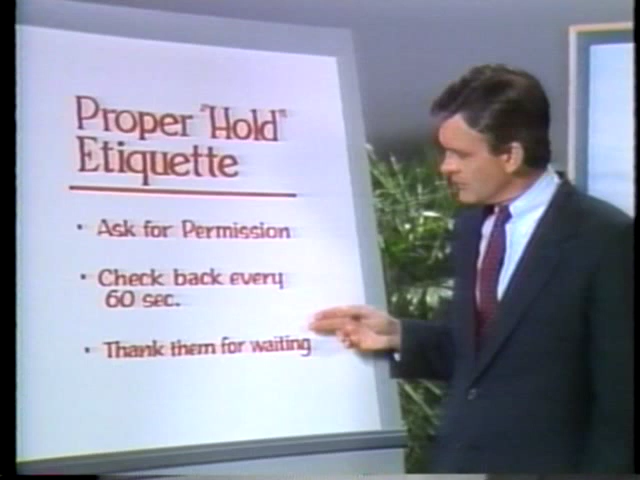 Proper "Hold"
Etiquette
· Ask for Permission
· Check back every
60 sec.
· Thank them for waiting